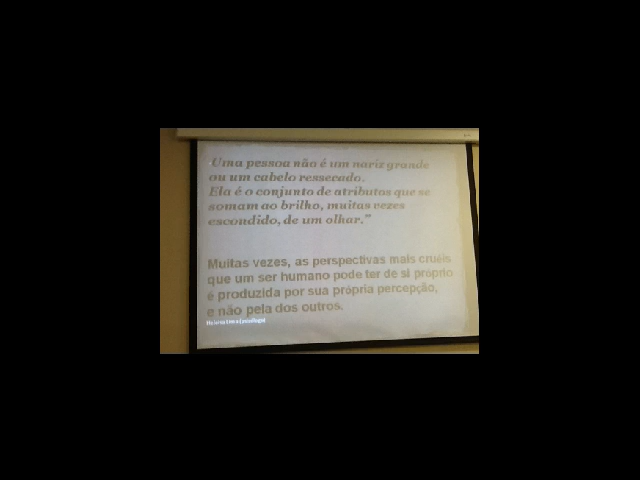 "Uma pessoa não é um nariz grande
ou um cabelo ressecado.
Ela é o conjunto de atributos que se
somam ao brilho, muitas vezes
escondido, de um olhar."
Muitas vezes, as perspectivas mais cruéis
que um ser humano pode ter de si próprio
é produzida por sua própria percepção,
e não pela dos outros.